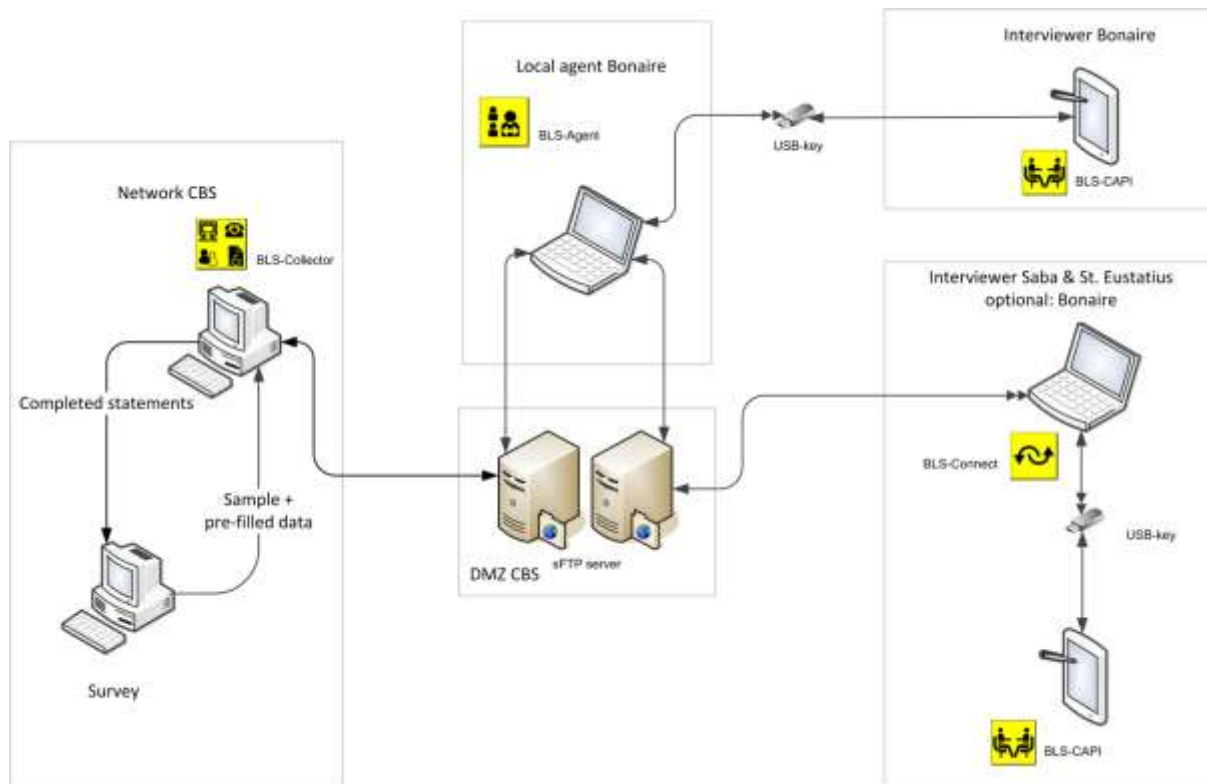 Network CBS
BLS-Collector
Completed statements
Sample +
pre-filled data
Survey
Local agent Bonaire
BLS-Agent
sFTP server
DMZ CBS
USB-key
Interviewer Bonaire
BLS-CAPI
Interviewer Saba & St. Eustatius
optional: Bonaire
BLS-Connect
USB-key
BLS-CAPI